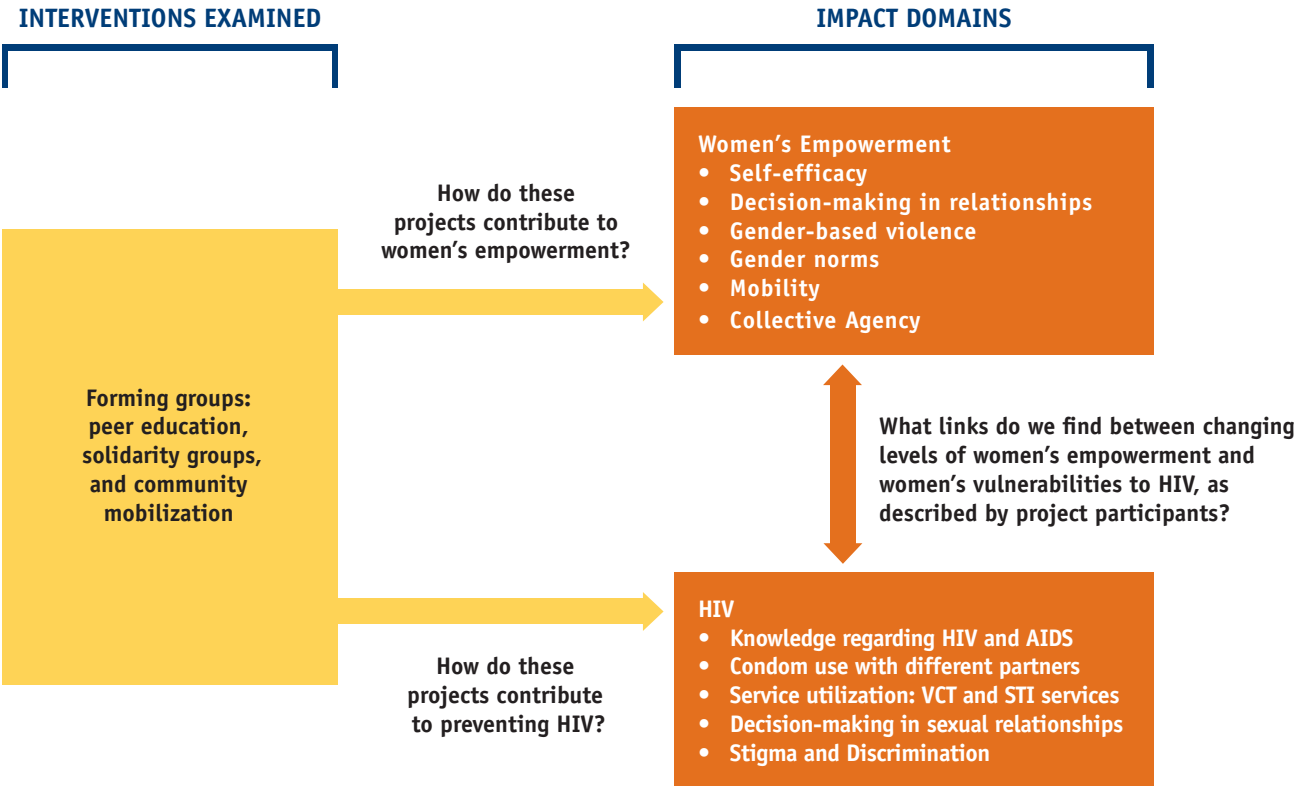 INTERVENTIONS EXAMINED
IMPACT DOMAINS
Forming groups:
peer education,
solidarity groups,
and community
mobilization
How do these
projects contribute to
women’s empowerment?
Women’s Empowerment
• Self-efficacy
• Decision-making in relationships
• Gender-based violence
• Gender norms
• Mobility
• Collective Agency
What links do we find between changing
levels of women’s empowerment and
women’s vulnerabilities to HIV, as
described by project participants?
How do these
projects contribute
to preventing HIV?
HIV
• Knowledge regarding HIV and AIDS
• Condom use with different partners
• Service utilization: VCT and STI services
• Decision-making in sexual relationships
• Stigma and Discrimination